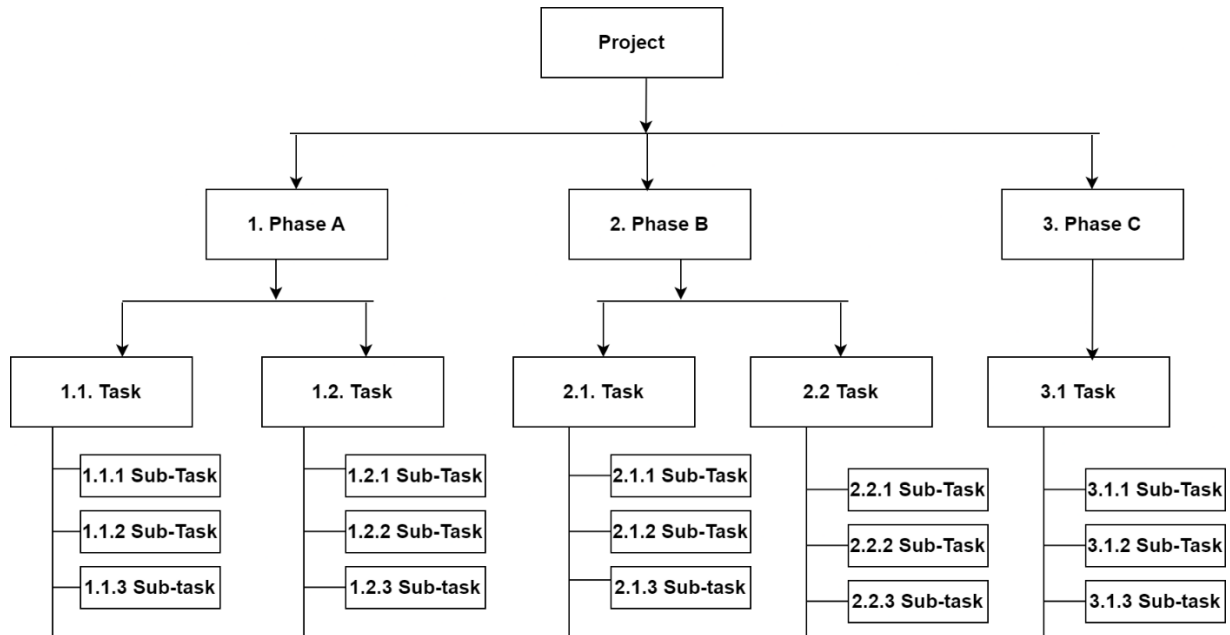 Project
1. Phase A
2. Phase B
3. Phase C
1.1. Task
1.2. Task
2.1. Task
2.2 Task
3.1 Task
1.1.1 Sub-Task
1.1.2 Sub-Task
1.1.3 Sub-task
1.2.1 Sub-Task
1.2.2 Sub-Task
1.2.3 Sub-task
2.1.1 Sub-Task
2.1.2 Sub-Task
2.1.3 Sub-task
2.2.1 Sub-Task
2.2.2 Sub-Task
2.2.3 Sub-task
3.1.1 Sub-Task
3.1.2 Sub-Task
3.1.3 Sub-task